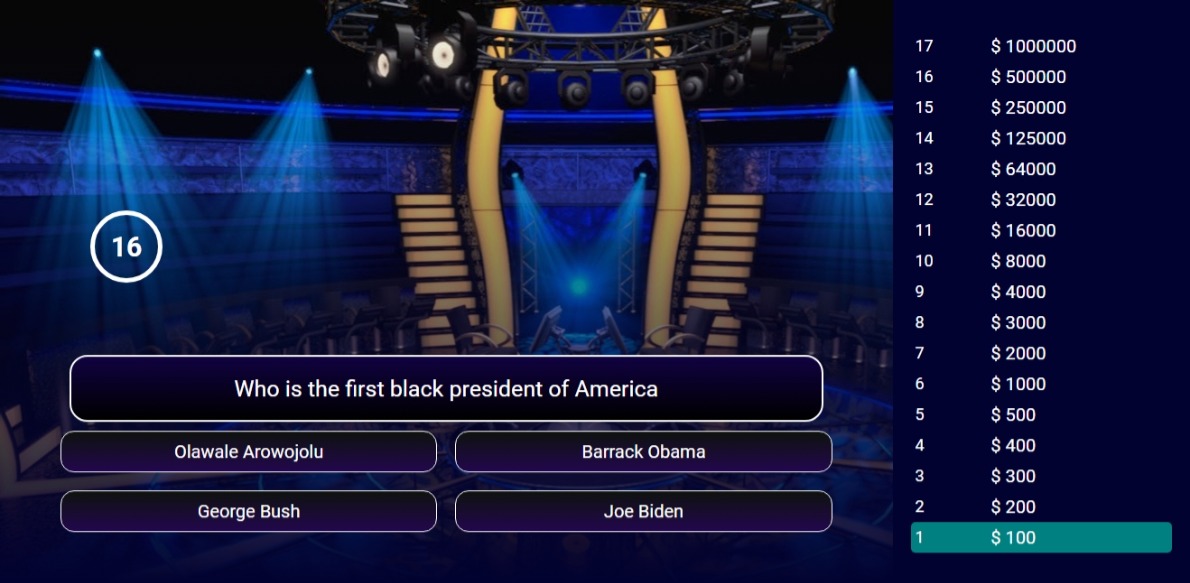 16
Who is the first black president of America
Olawale Arowojolu
Barrack Obama
George Bush
Joe Biden
17 $ 1000000
16 $ 500000
15 $ 250000
14 $ 125000
13 $ 64000
12 $ 32000
11 $ 16000
10 $ 8000
9 $ 4000
8 $ 3000
7 $ 2000
6 $ 1000
5 $ 500
4 $ 400
3 $ 300
2 $ 200
1 $ 100